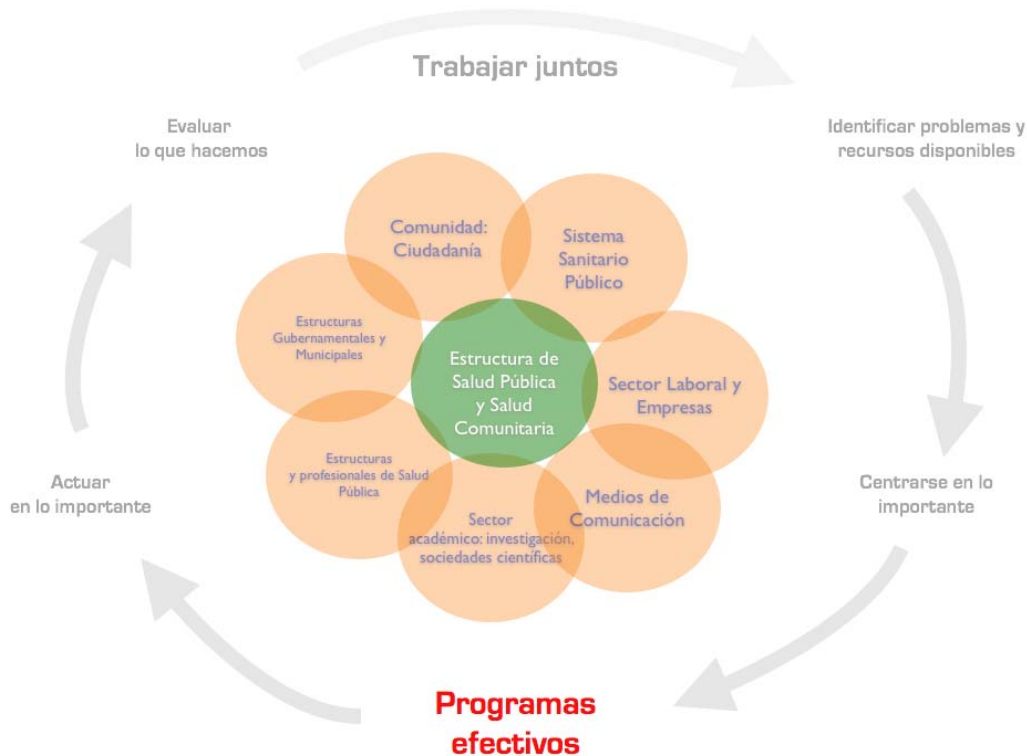 Trabajar juntos
Evaluar
lo que hacemos
Identificar problemas y
recursos disponibles
Comunidad:
Ciudadanía
Sistema
Sanitario
Público
Estructuras
Gubernamentales y
Municipales
Estructura de
Salud Pública
y Salud
Comunitaria
Sector Laboral y
Empresas
Estructuras
y profesionales de Salud
Pública
Sector
académico: investigación,
sociedades científicas
Medios de
Comunicación
Actuar
en lo importante
Centrarse en lo
importante
Programas
efectivos